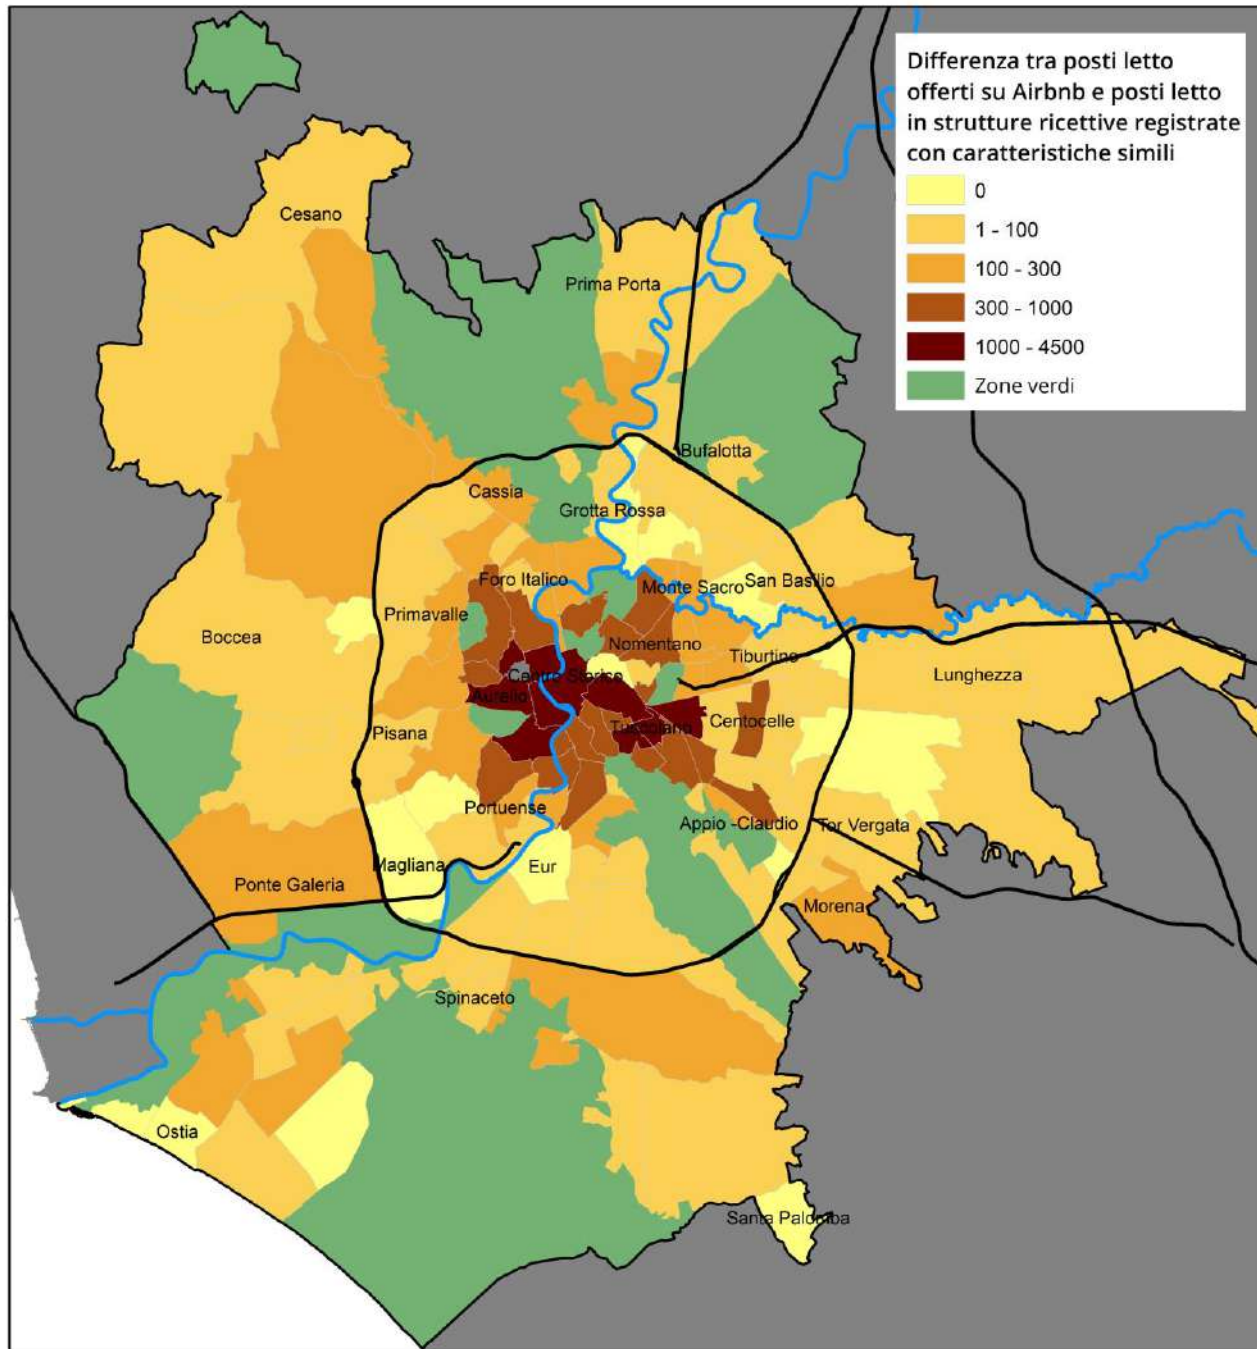 Differenza tra posti letto
offerti su Airbnb e posti letto
in strutture ricettive registrate
con caratteristiche simili
0
1 - 100
100 - 300
300 - 1000
1000 - 4500
Zone verdi
Cesano
Prima Porta
Bufalotta
Cassia
Grotta Rossa
Foro Italico
Monte Sacro
San Basilio
Primavalle
Boccea
Nomentano
Tiburtino
Lunghezza
Centro Storico
Aurelio
Pisana
Tuscolano
Centocelle
Portuense
Appio -Claudio
Tor Vergata
Magliana
Eur
Ponte Galeria
Morena
Spinaceto
Ostia
Santa Palomba